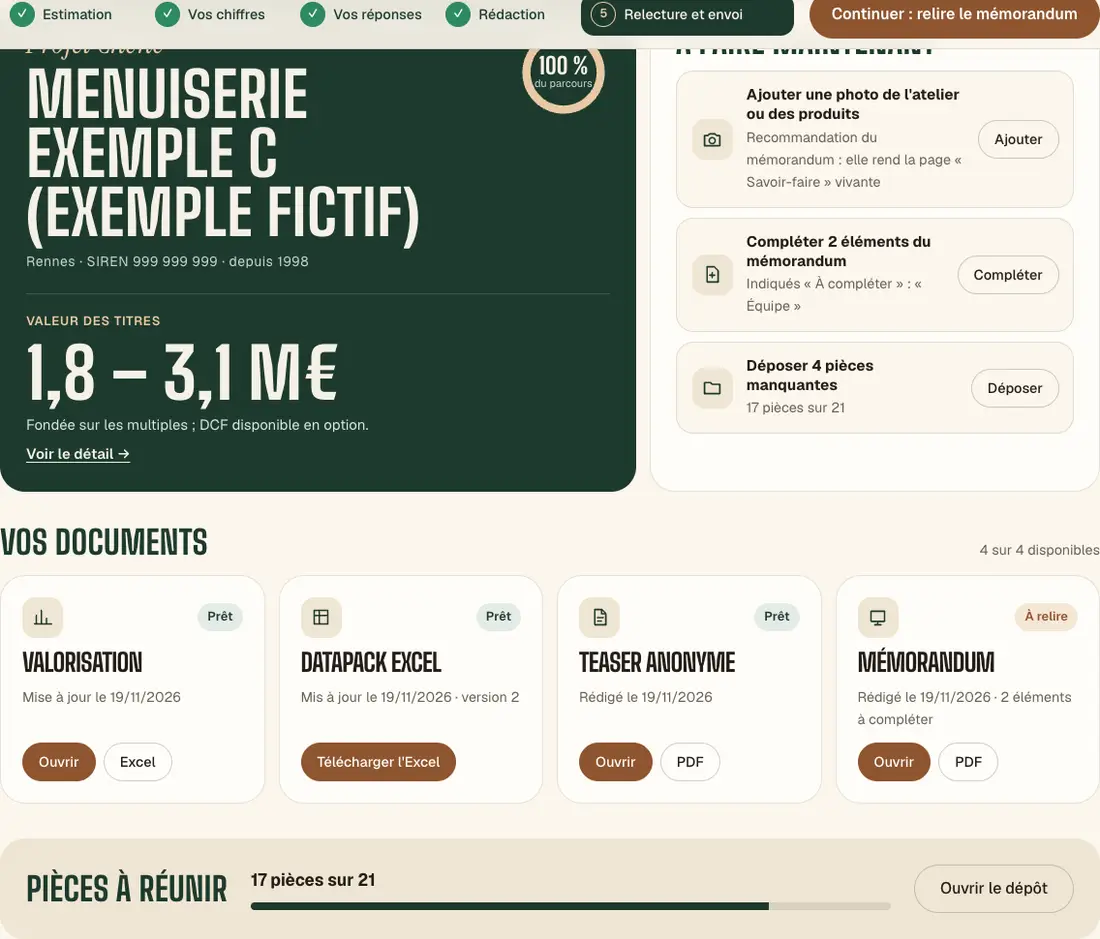 Estimation
Vos chiffres
Vos réponses
Rédaction
5 Relecture et envoi
Continuer : relire le mémorandum
Projet Chêne
MENUISERIE
EXEMPLE C
(EXEMPLE FICTIF)
100 %
du parcours
Rennes · SIREN 999 999 999 · depuis 1998
VALEUR DES TITRES
1,8 – 3,1 M€
Fondée sur les multiples ; DCF disponible en option.
Voir le détail →
À FAIRE MAINTENANT
Ajouter une photo de l'atelier
ou des produits
Recommandation du
mémorandum : elle rend la page «
Savoir-faire » vivante
Ajouter
Compléter 2 éléments du
mémorandum
Indiqués « À compléter » : «
Équipe »
Compléter
Déposer 4 pièces
manquantes
17 pièces sur 21
Déposer
VOS DOCUMENTS
4 sur 4 disponibles
Prêt
VALORISATION
Mise à jour le 19/11/2026
Ouvrir
Excel
Prêt
DATAPACK EXCEL
Mis à jour le 19/11/2026 · version 2
Télécharger l'Excel
Prêt
TEASER ANONYME
Rédigé le 19/11/2026
Ouvrir
PDF
À relire
MÉMORANDUM
Rédigé le 19/11/2026 · 2 éléments
à compléter
Ouvrir
PDF
PIÈCES À RÉUNIR
17 pièces sur 21
Ouvrir le dépôt